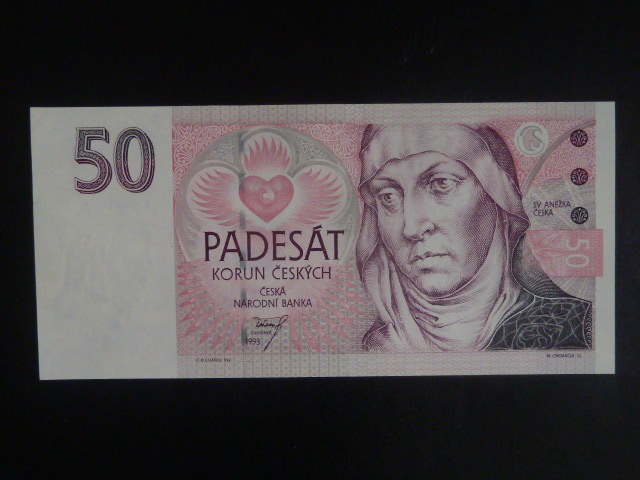 50
SV. ANEŽKA
ČESKÁ
PADESÁT
KORUN ČESKÝCH
50
ČESKÁ
NÁRODNÍ BANKA
1993